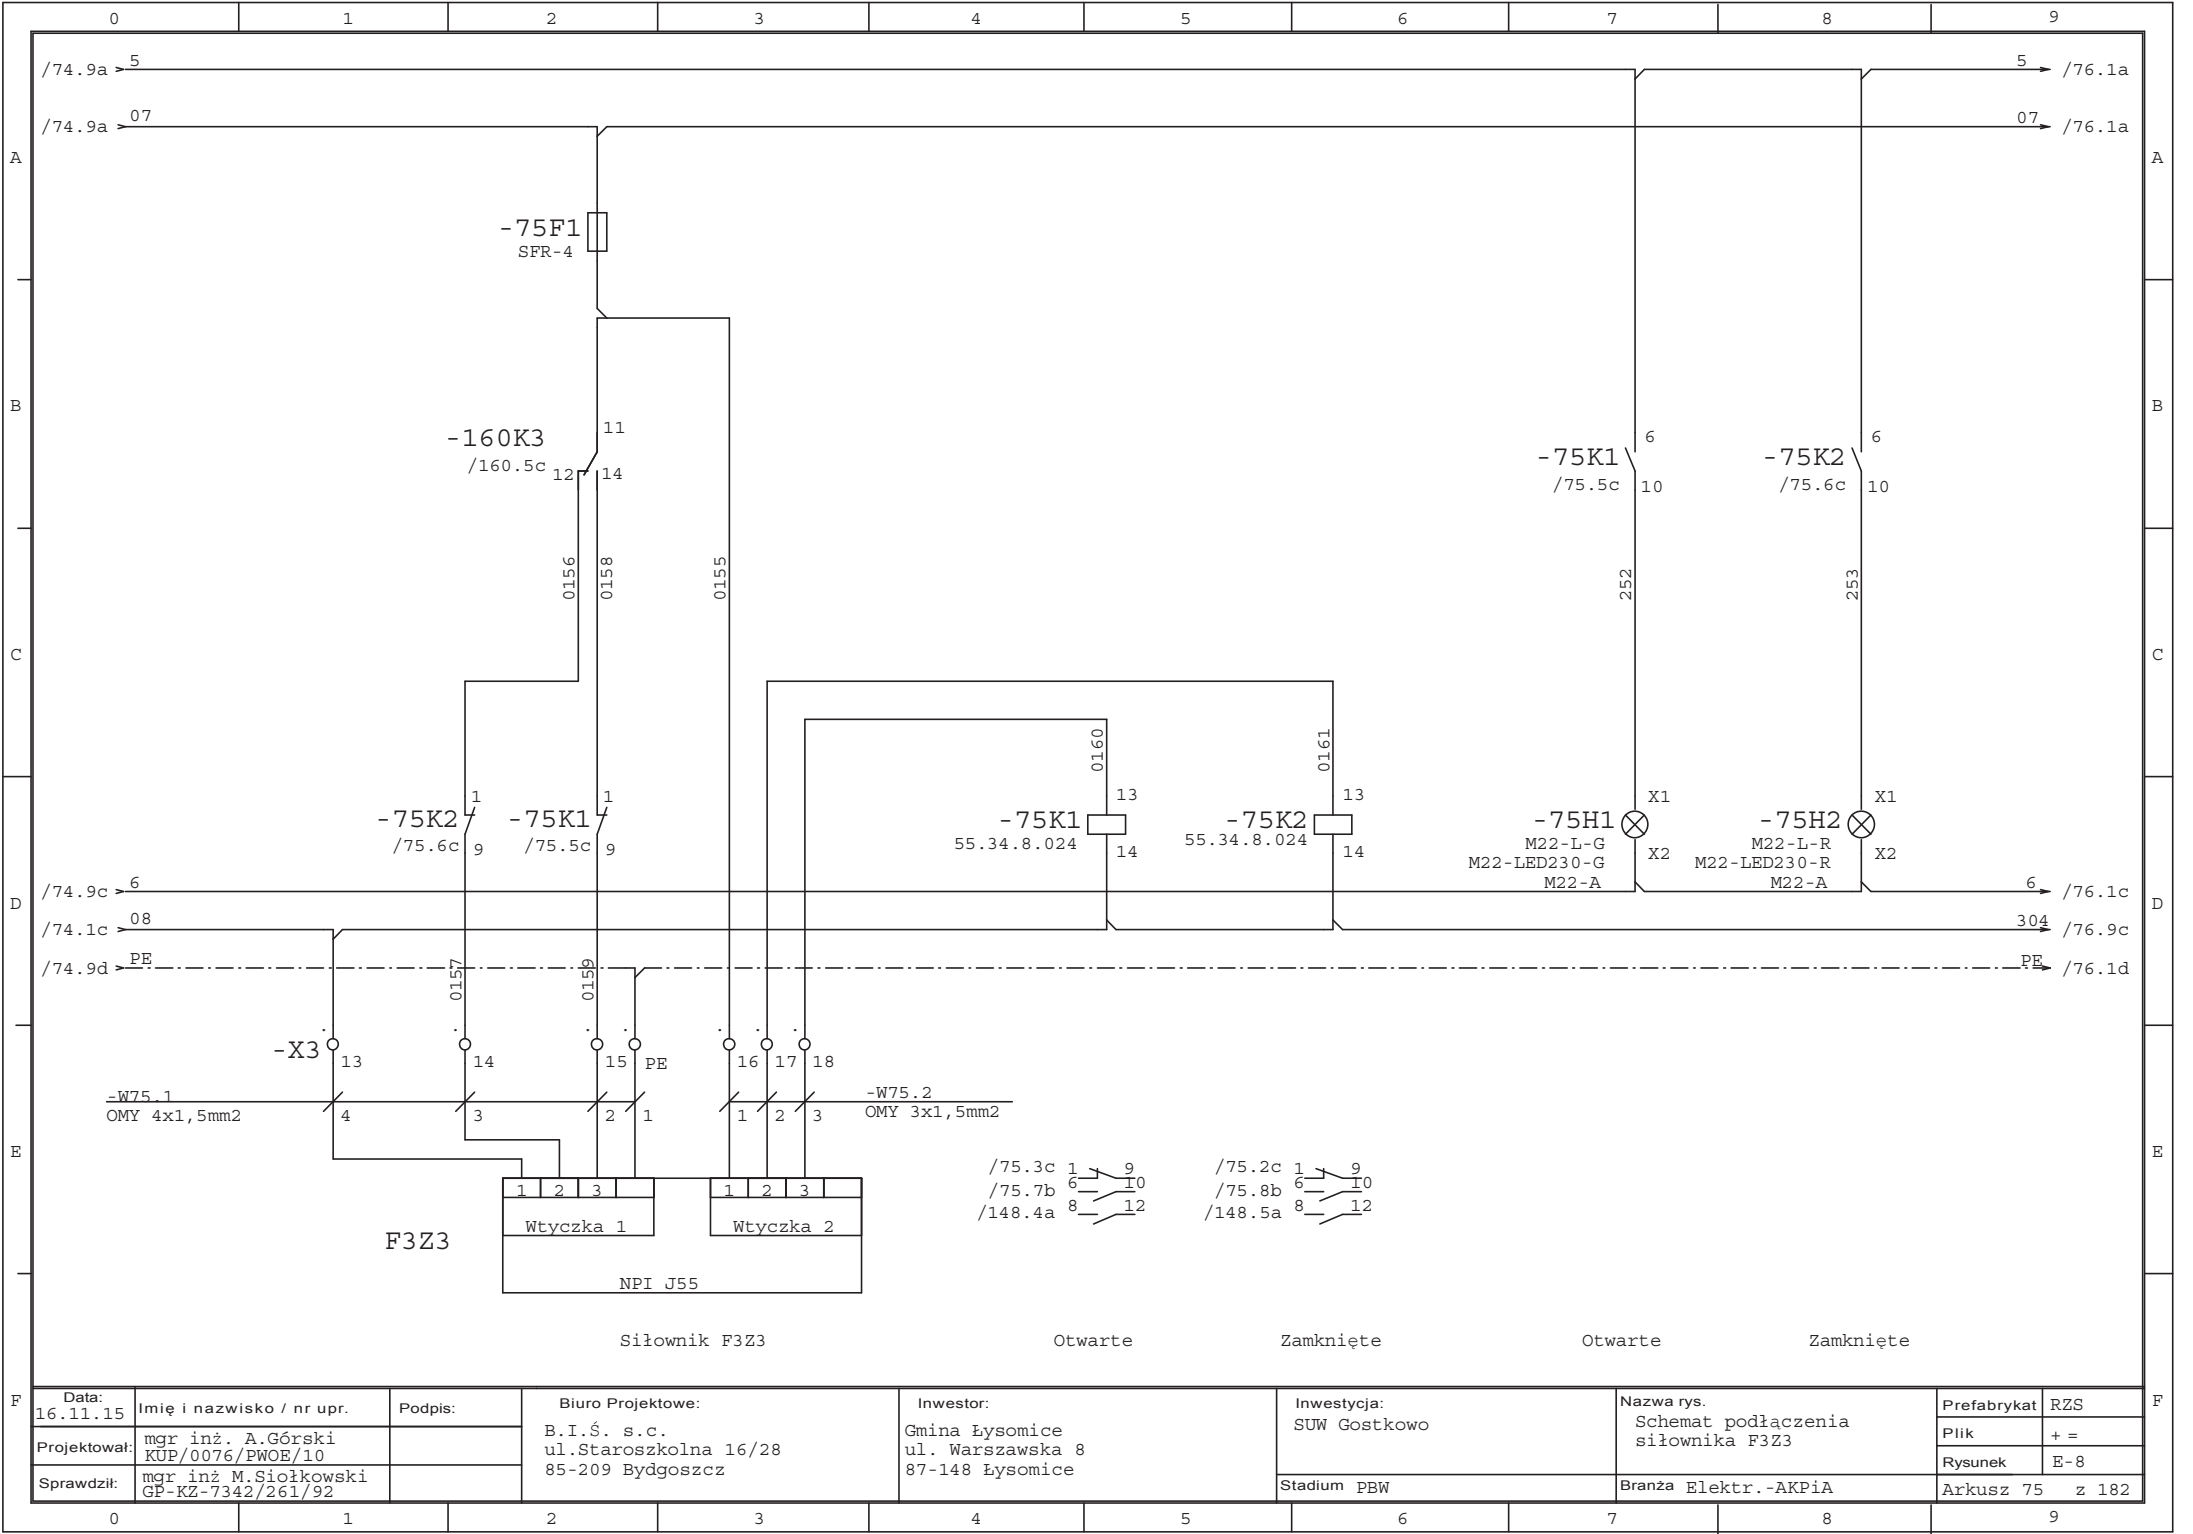 0 1 2 3 4 5 6 7 8 9
/74.9a 5 5 /76.1a
/74.9a 07 07 /76.1a
A A
-75F1
SFR-4
B B
-160K3 11
/160.5c 12 14
-75K1 6
/75.5c 10
-75K2 6
/75.6c 10
0156 0158 0155 252 253
C C
0160 0161
-75K2 1
/75.6c 9
-75K1 1
/75.5c 9
-75K1 13
55.34.8.024 14
-75K2 13
55.34.8.024 14
-75H1 X1
M22-L-G X2
M22-LED230-G
M22-A
-75H2 X1
M22-L-R X2
M22-LED230-R
M22-A
/74.9c 6 6 /76.1c
D D
/74.1c 08 304 /76.9c
/74.9d PE PE /76.1d
0157 0159
-X3 13 14 15 PE 16 17 18
-W75.1
OMY 4x1,5mm2
4 3 2 1 1 2 3
-W75.2
OMY 3x1,5mm2
E E
/75.3c 1 9
/75.7b 6 10
/148.4a 8 12
/75.2c 1 9
/75.8b 6 10
/148.5a 8 12
1 2 3 1 2 3
Wtyczka 1 Wtyczka 2
F3Z3
NPI J55
Siłownik F3Z3 Otwarte Zamknięte Otwarte Zamknięte
F F
Data:
16.11.15
Imię i nazwisko / nr upr.
Podpis:
Projektował:
mgr inż. A.Górski
KUP/0076/PWOE/10
Sprawdził:
mgr inż M.Siołkowski
GP-KZ-7342/261/92
Biuro Projektowe:
B.I.Ś. s.c.
ul.Staroszkolna 16/28
85-209 Bydgoszcz
Inwestor:
Gmina Łysomice
ul. Warszawska 8
87-148 Łysomice
Inwestycja:
SUW Gostkowo
Stadium PBW
Nazwa rys.
Schemat podłączenia
siłownika F3Z3
Branża Elektr.-AKPiA
Prefabrykat RZS
Plik + =
Rysunek E-8
Arkusz 75 z 182
0 1 2 3 4 5 6 7 8 9